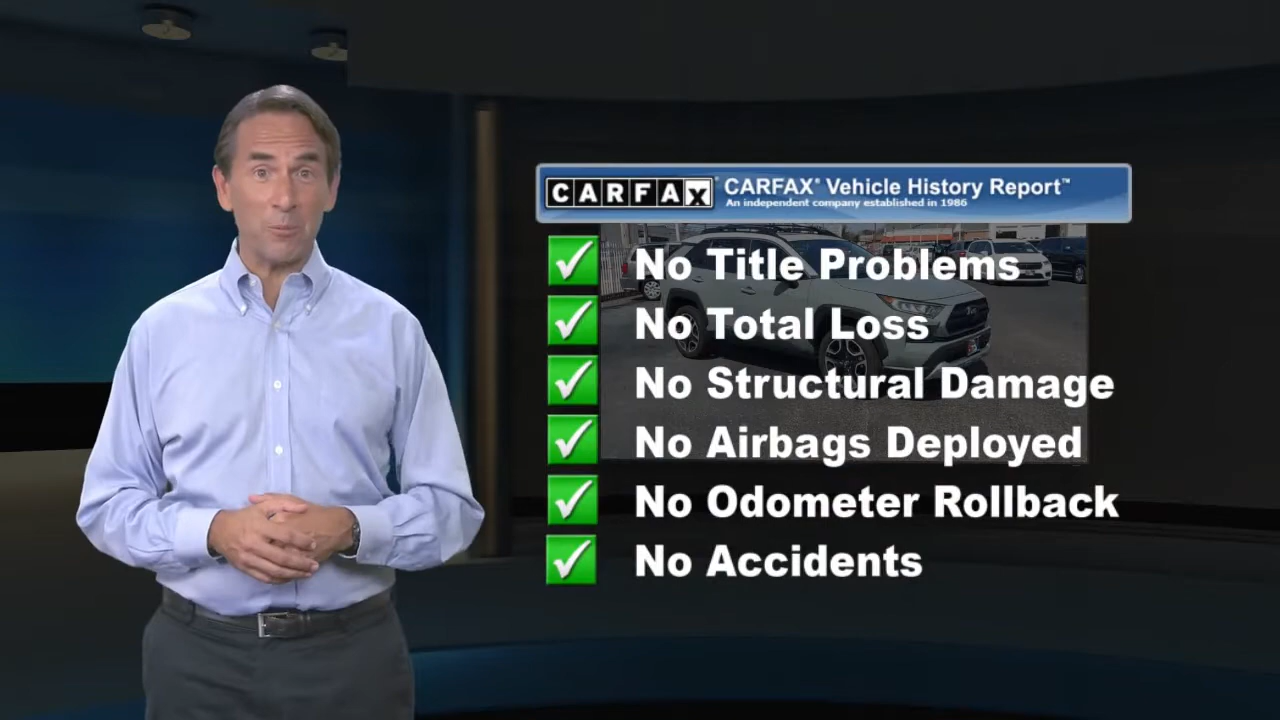 CARFAX® CARFAX® Vehicle History Report™
An independent company established in 1986
No Title Problems
No Total Loss
No Structural Damage
No Airbags Deployed
No Odometer Rollback
No Accidents